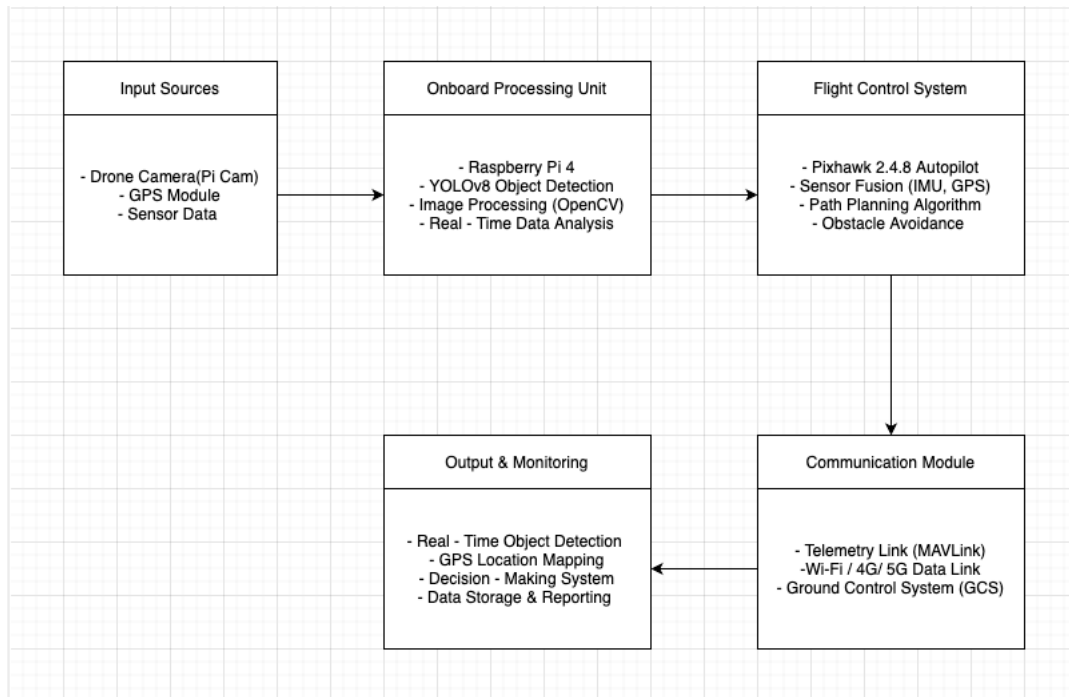 Input Sources
- Drone Camera(Pi Cam)
- GPS Module
- Sensor Data
Onboard Processing Unit
- Raspberry Pi 4
- YOLOv8 Object Detection
- Image Processing (OpenCV)
- Real - Time Data Analysis
Flight Control System
- Pixhawk 2.4.8 Autopilot
- Sensor Fusion (IMU, GPS)
- Path Planning Algorithm
- Obstacle Avoidance
Communication Module
- Telemetry Link (MAVLink)
-Wi-Fi / 4G/ 5G Data Link
- Ground Control System (GCS)
Output & Monitoring
- Real - Time Object Detection
- GPS Location Mapping
- Decision - Making System
- Data Storage & Reporting